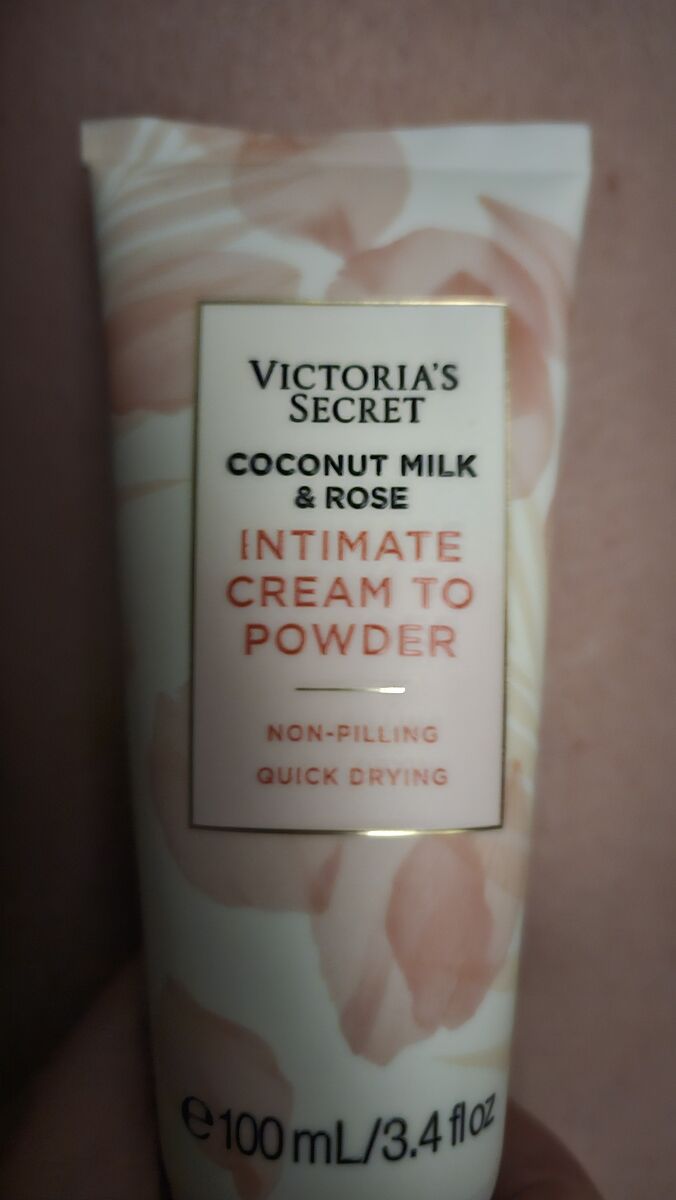 VICTORIA'S
SECRET
COCONUT MILK
& ROSE
INTIMATE
CREAM TO
POWDER
NON-PILLING
QUICK DRYING
℮100 mL/3.4 fl oz